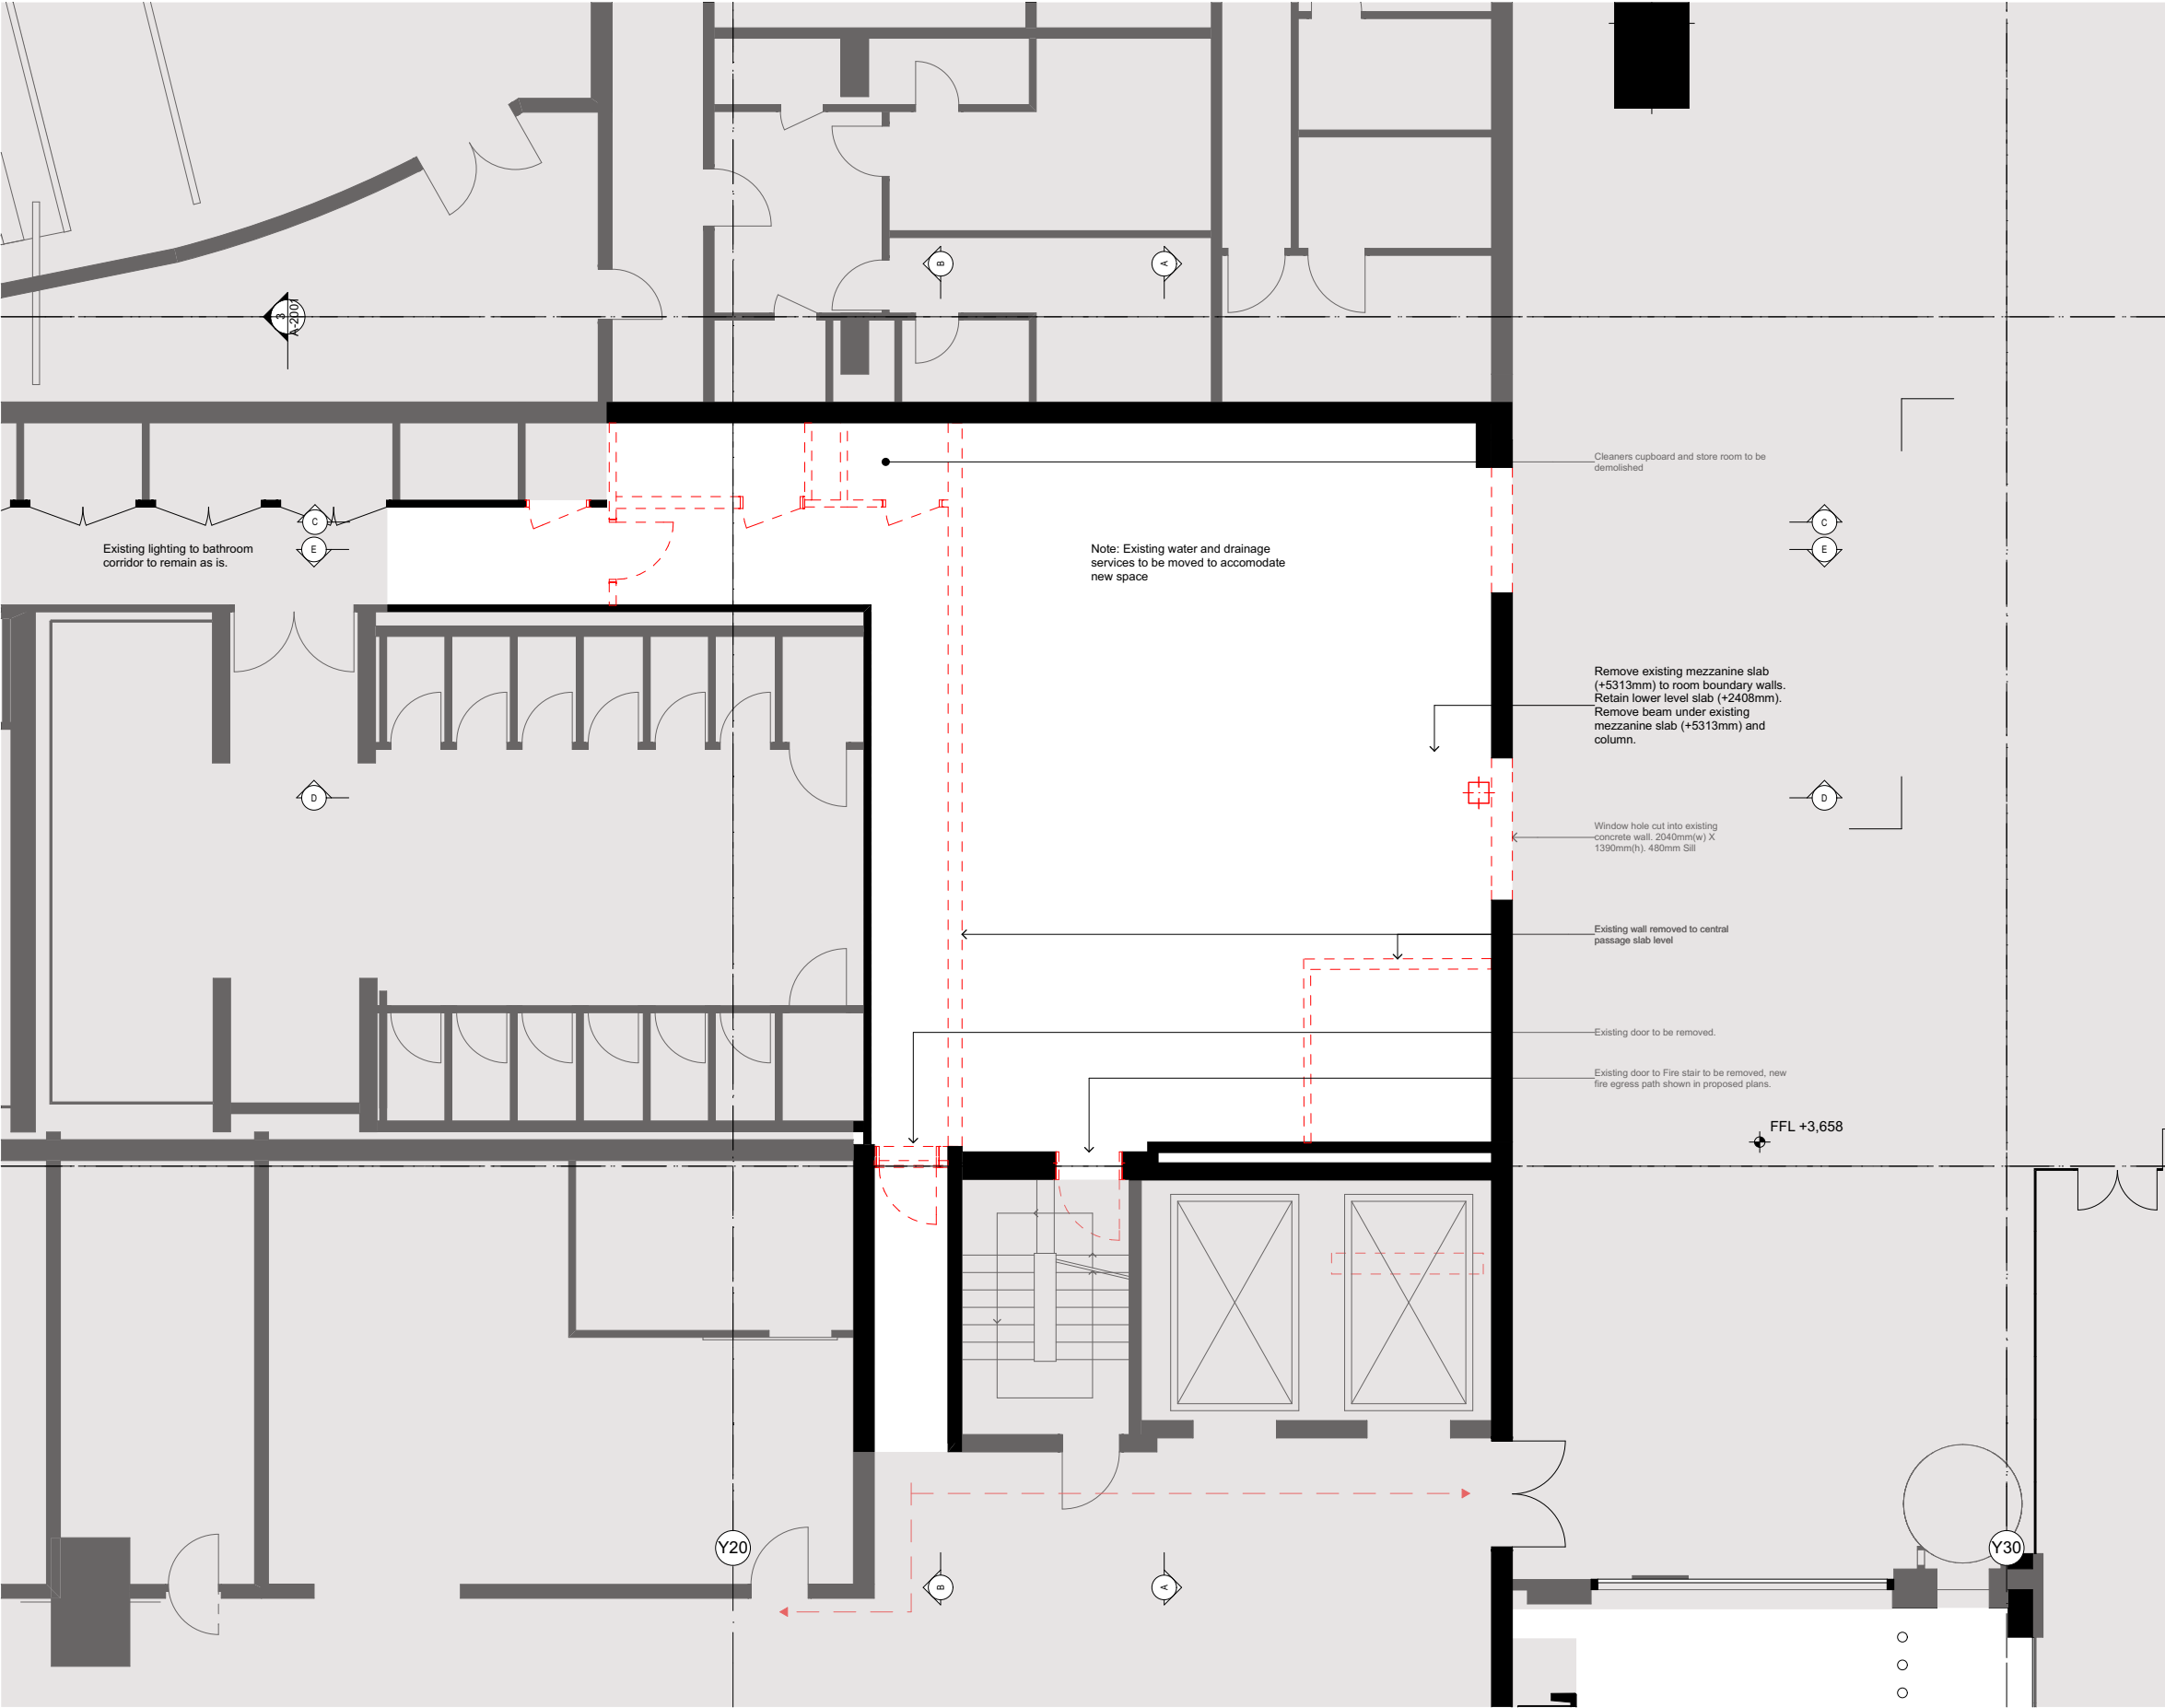 B
A
3
A-2001
Cleaners cupboard and store room to be
demolished
C
E
Existing lighting to bathroom
corridor to remain as is.
Note: Existing water and drainage
services to be moved to accomodate
new space
C
E
Remove existing mezzanine slab
(+5313mm) to room boundary walls.
Retain lower level slab (+2408mm).
Remove beam under existing
mezzanine slab (+5313mm) and
column.
D
D
Window hole cut into existing
concrete wall. 2040mm(w) X
1390mm(h). 480mm Sill
Existing wall removed to central
passage slab level
Existing door to be removed.
Existing door to Fire stair to be removed, new
fire egress path shown in proposed plans.
FFL +3,658
Y20
Y30
B
A